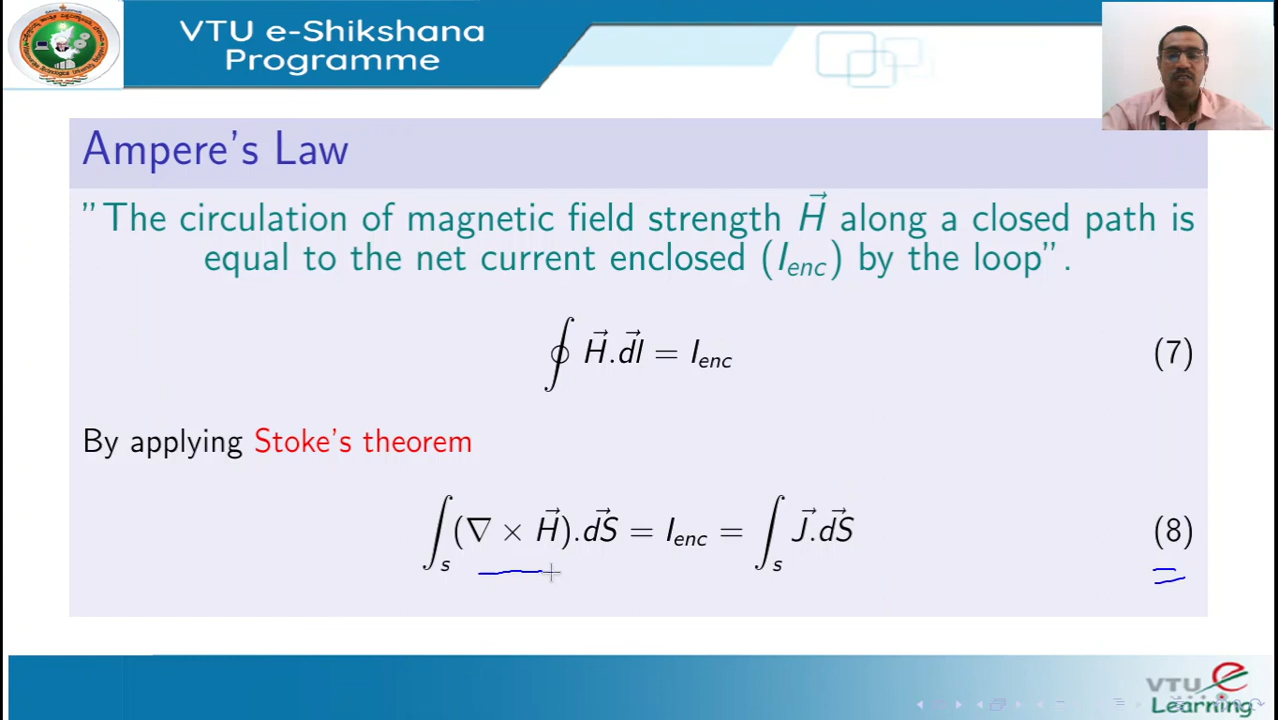 VTU e-Shikshana
Programme
Ampere's Law
"The circulation of magnetic field strength H⃗ along a closed path is
equal to the net current enclosed (I_enc) by the loop".
∮ H⃗.d⃗l = I_enc (7)
By applying Stoke's theorem
∫_s (∇ × H⃗).dS⃗ = I_enc = ∫_s J⃗.dS⃗ (8)
VTU e
Learning